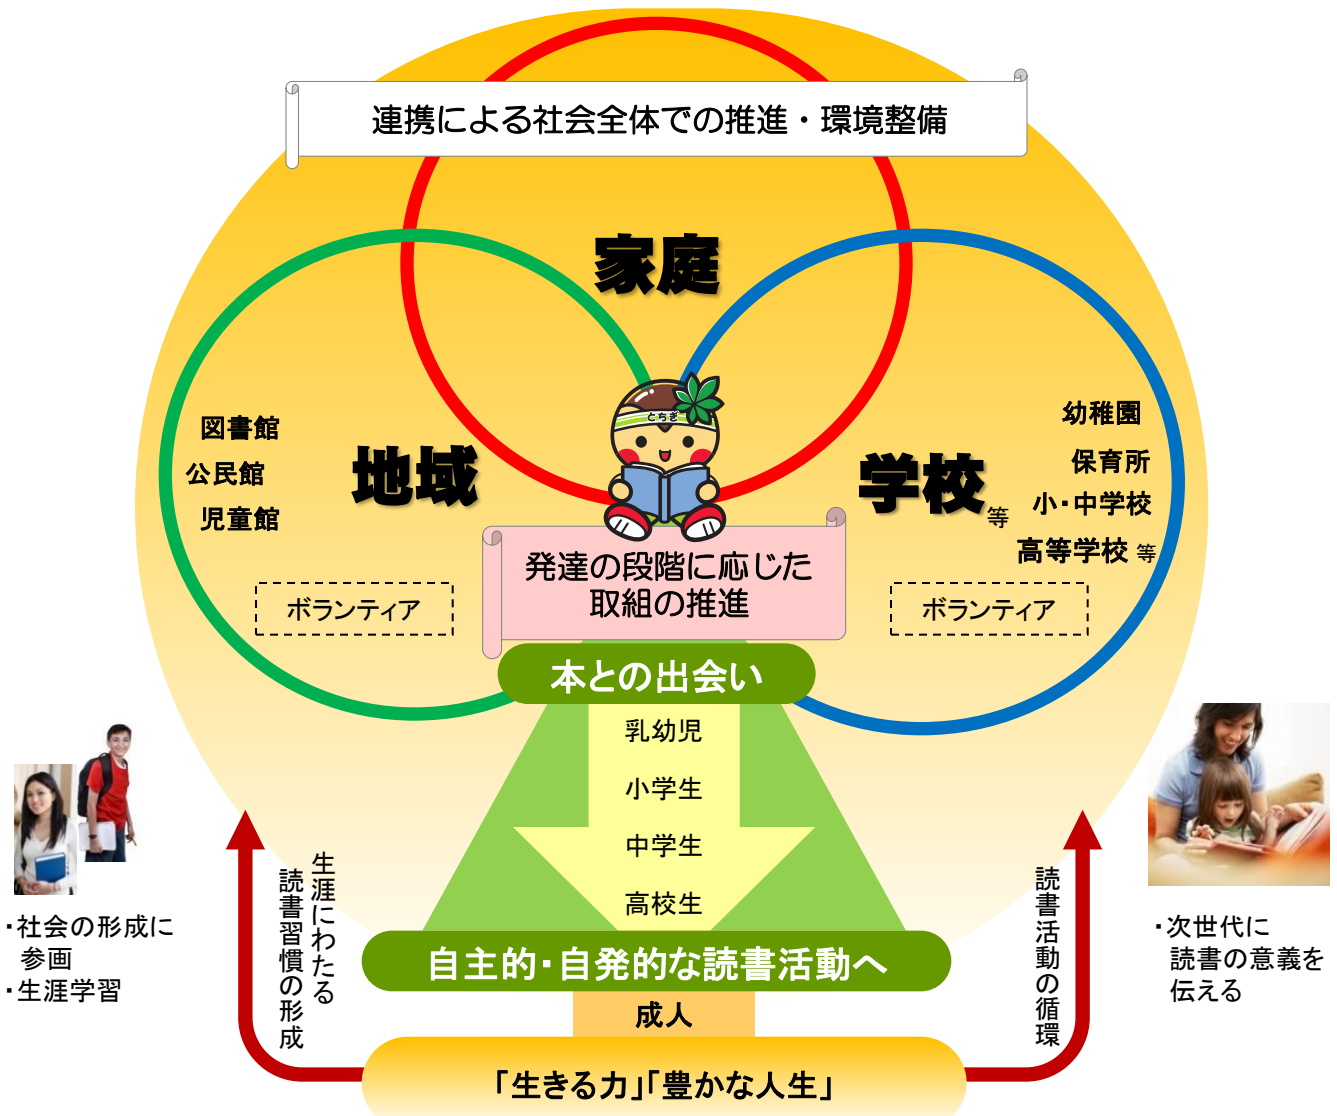 連携による社会全体での推進・環境整備
家庭
とちぎ
地域
図書館
公民館
児童館
ボランティア
学校等
幼稚園
保育所
小・中学校
高等学校 等
ボランティア
発達の段階に応じた
取組の推進
本との出会い
乳幼児
小学生
中学生
高校生
自主的・自発的な読書活動へ
成人
「生きる力」「豊かな人生」
生涯にわたる
読書習慣の形成
・社会の形成に
参画
・生涯学習
読書活動の循環
・次世代に
読書の意義を
伝える